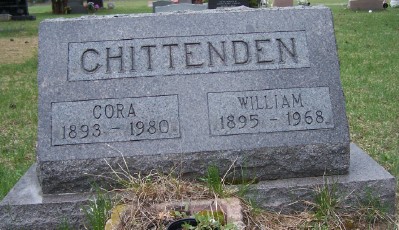 CHITTENDEN
CORA
1893 - 1980
WILLIAM
1895 - 1968